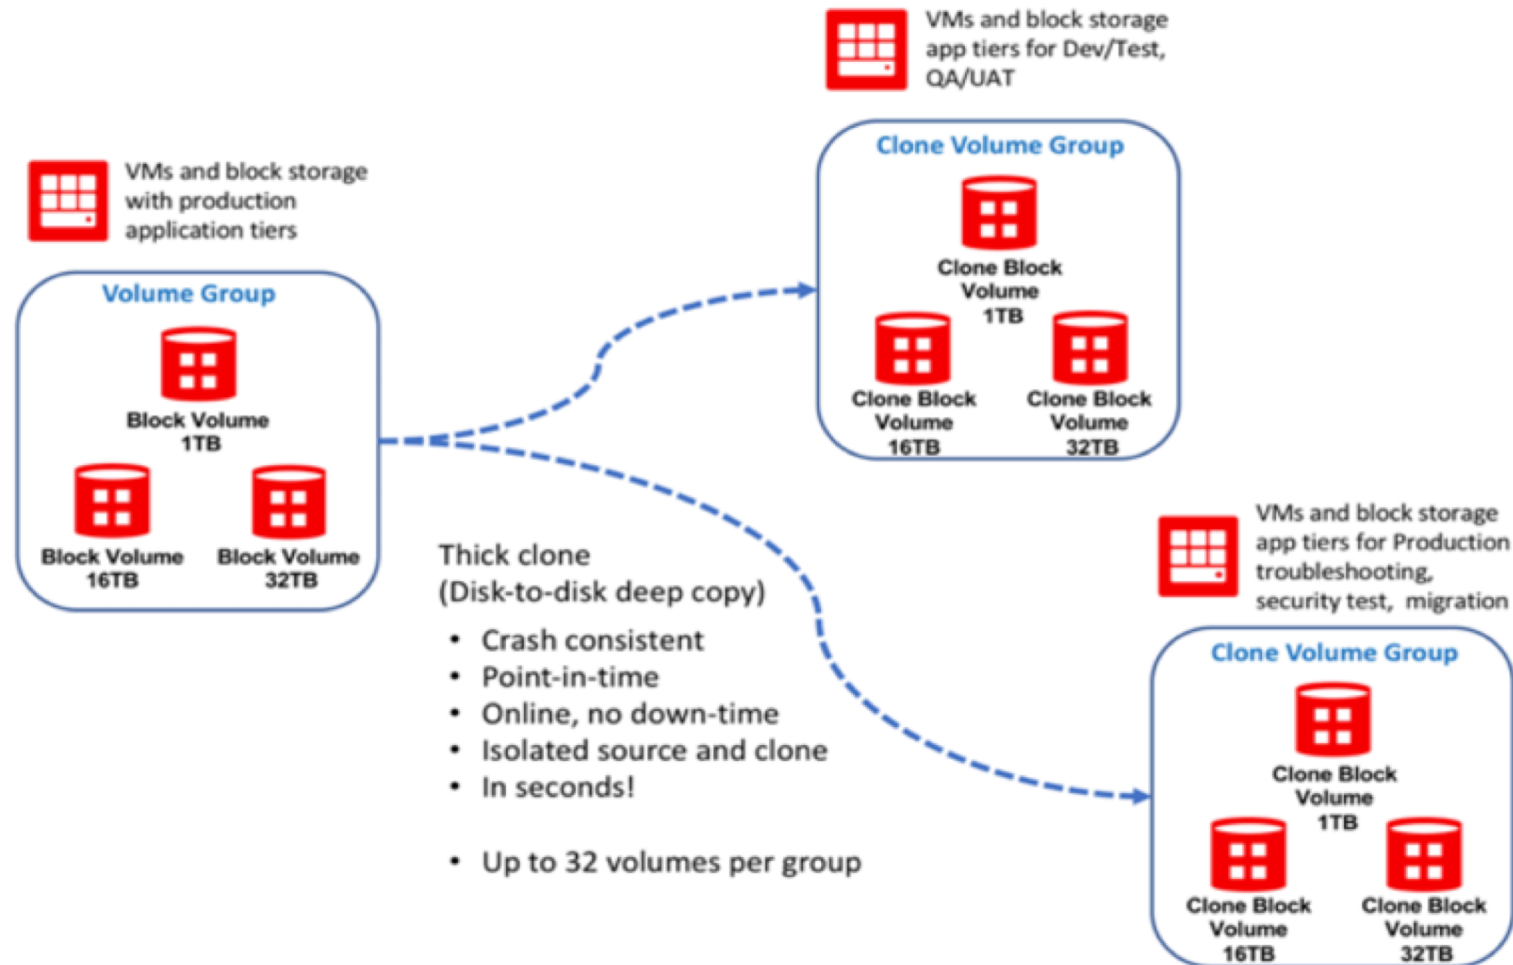 VMs and block storage
app tiers for Dev/Test,
QA/UAT
Clone Volume Group
Clone Block
Volume
1TB
Clone Block
Volume
16TB
Clone Block
Volume
32TB
VMs and block storage
with production
application tiers
Volume Group
Block Volume
1TB
Block Volume
16TB
Block Volume
32TB
Thick clone
(Disk-to-disk deep copy)
• Crash consistent
• Point-in-time
• Online, no down-time
• Isolated source and clone
• In seconds!
• Up to 32 volumes per group
VMs and block storage
app tiers for Production
troubleshooting,
security test, migration
Clone Volume Group
Clone Block
Volume
1TB
Clone Block
Volume
16TB
Clone Block
Volume
32TB